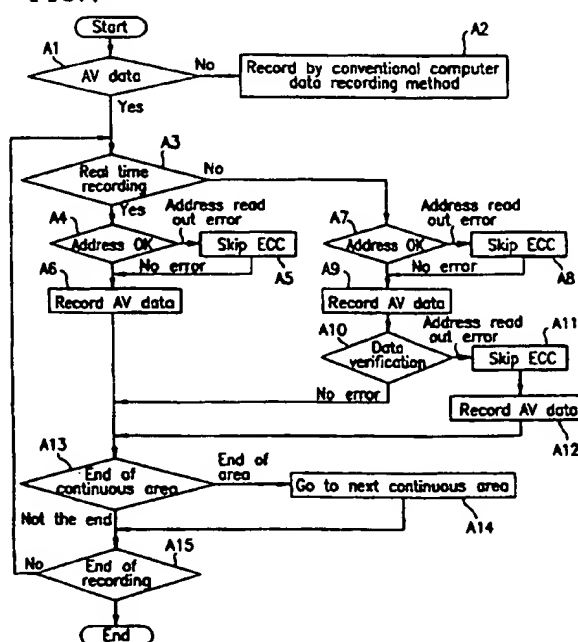 Start
A1
AV data
No
A2
Record by conventional computer
data recording method
Yes
A3
Real time
recording
No
Yes
A4
Address OK
Address read
out error
Skip ECC
No error
A5
A6
Record AV data
A7
Address OK
Address read
out error
Skip ECC
No error
A8
A9
Record AV data
A10
Data
verification
Address read
out error
A11
Skip ECC
No error
Record AV data
A12
A13
End of
continuous area
End of
area
Go to next continuous area
A14
Not the end
A15
No
End of
recording
End